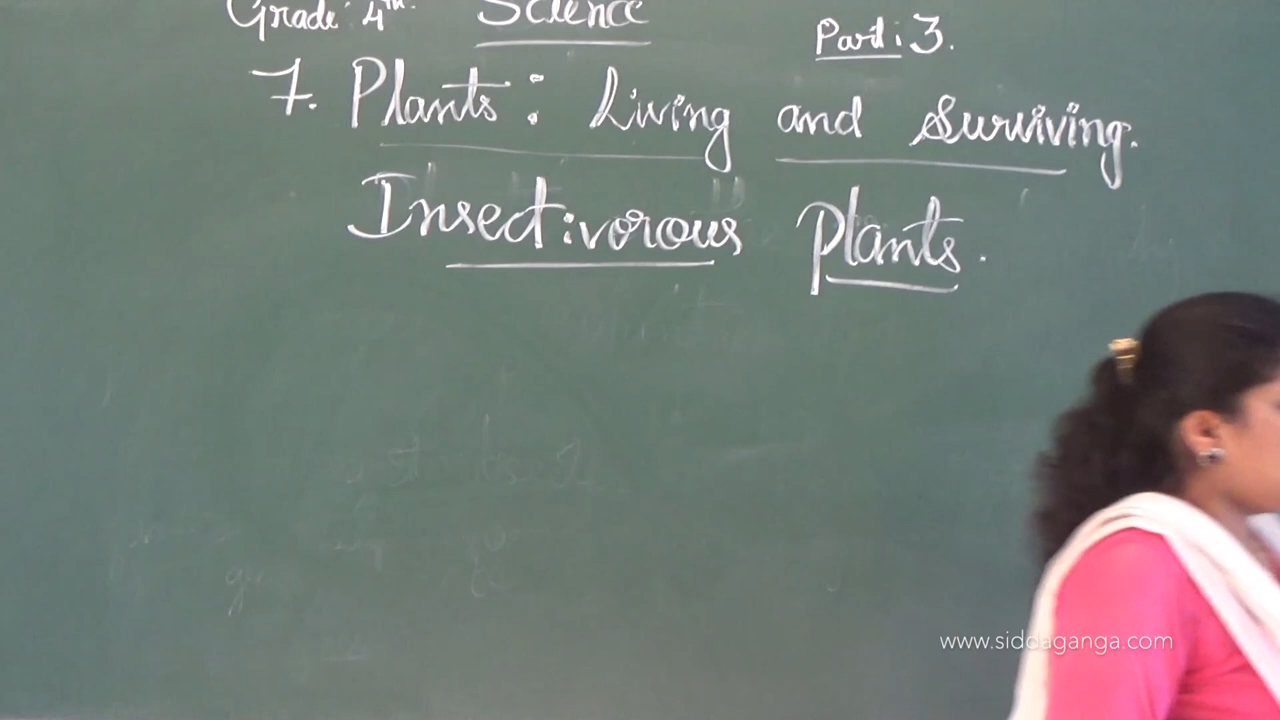 Grade: 4th. Science Part: 3.
7. Plants: Living and Surviving.
Insectivorous Plants.
www.siddaganga.com